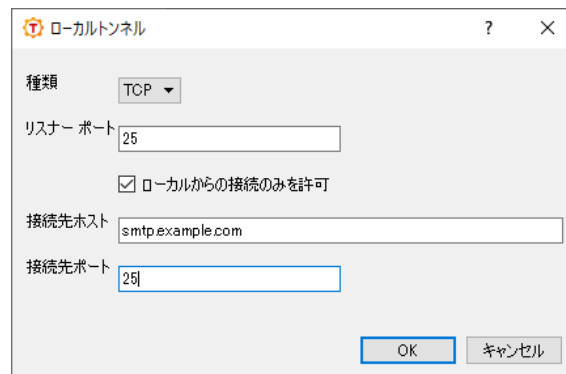 ローカルトンネル
種類 TCP
リスナー ポート 25
ローカルからの接続のみを許可
接続先ホスト smtp.example.com
接続先ポート 25
OK キャンセル